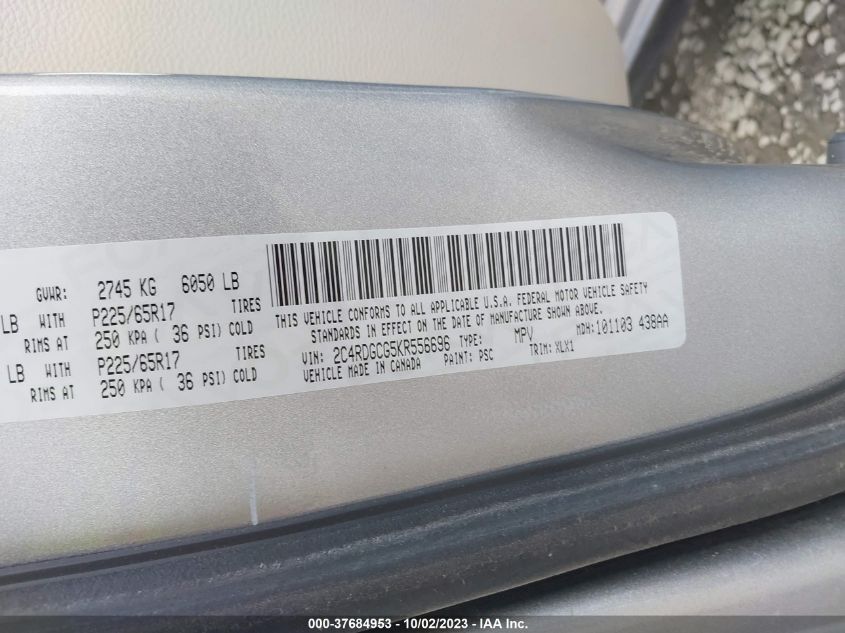 GVWR: 2745 KG 6050 LB
LB WITH P225/65R17 TIRES
RIMS AT 250 KPA ( 36 PSI) COLD
LB WITH P225/65R17 TIRES
RIMS AT 250 KPA ( 36 PSI) COLD
THIS VEHICLE CONFORMS TO ALL APPLICABLE U.S.A. FEDERAL MOTOR VEHICLE SAFETY
STANDARDS IN EFFECT ON THE DATE OF MANUFACTURE SHOWN ABOVE.
VIN: 2C4RDGCG5KR556696 TYPE: MPV MDH: 101103 438AA
VEHICLE MADE IN CANADA PAINT: PSC TRIM: XLX1
000-37684953 - 10/02/2023 - IAA Inc.